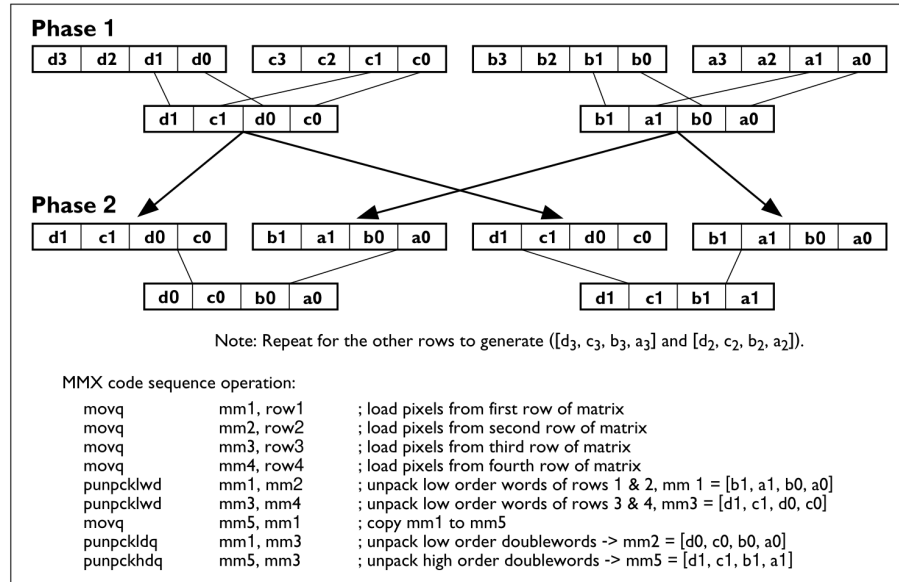 Phase 1
d3 d2 d1 d0 c3 c2 c1 c0 b3 b2 b1 b0 a3 a2 a1 a0
d1 c1 d0 c0 b1 a1 b0 a0
Phase 2
d1 c1 d0 c0 b1 a1 b0 a0 d1 c1 d0 c0 b1 a1 b0 a0
d0 c0 b0 a0 d1 c1 b1 a1
Note: Repeat for the other rows to generate ([d3, c3, b3, a3] and [d2, c2, b2, a2]).
MMX code sequence operation:
movq mm1, row1 ; load pixels from first row of matrix
movq mm2, row2 ; load pixels from second row of matrix
movq mm3, row3 ; load pixels from third row of matrix
movq mm4, row4 ; load pixels from fourth row of matrix
punpcklwd mm1, mm2 ; unpack low order words of rows 1 & 2, mm 1 = [b1, a1, b0, a0]
punpcklwd mm3, mm4 ; unpack low order words of rows 3 & 4, mm3 = [d1, c1, d0, c0]
movq mm5, mm1 ; copy mm1 to mm5
punpckldq mm1, mm3 ; unpack low order doublewords -> mm2 = [d0, c0, b0, a0]
punpckhdq mm5, mm3 ; unpack high order doublewords -> mm5 = [d1, c1, b1, a1]